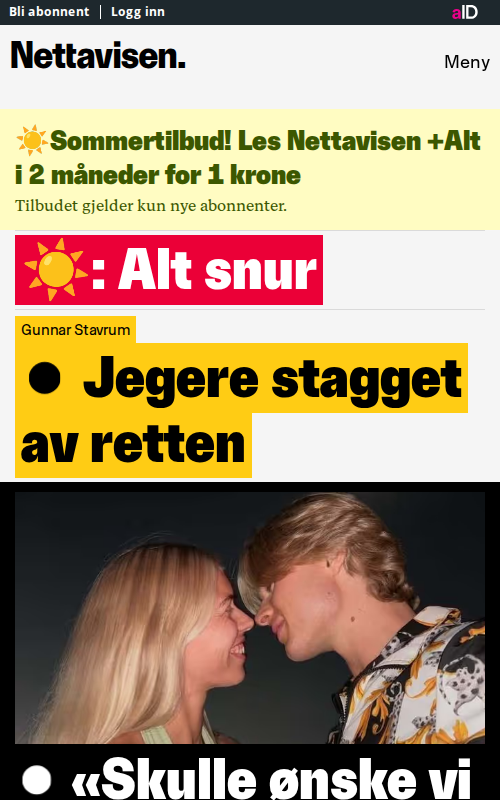 Bli abonnent
Logg inn
aID
Nettavisen.
Meny
☀️Sommertilbud! Les Nettavisen +Alt
i 2 måneder for 1 krone
Tilbudet gjelder kun nye abonnenter.
☀️: Alt snur
Gunnar Stavrum
● Jegere stagget
av retten
● «Skulle ønske vi